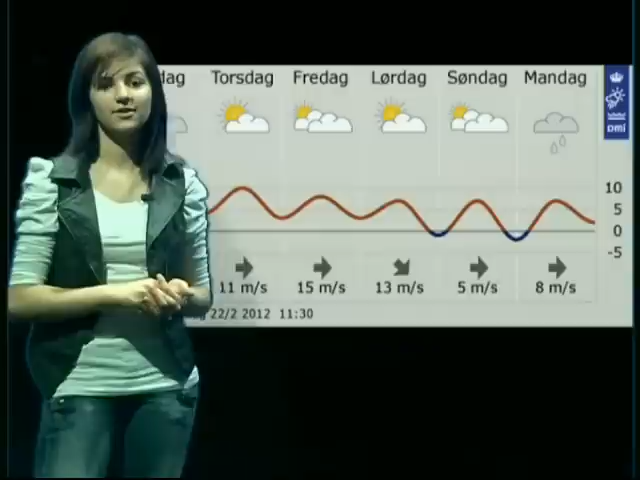 dag Torsdag Fredag Lørdag Søndag Mandag
DMI
10
5
0
-5
11 m/s 15 m/s 13 m/s 5 m/s 8 m/s
g 22/2 2012 11:30